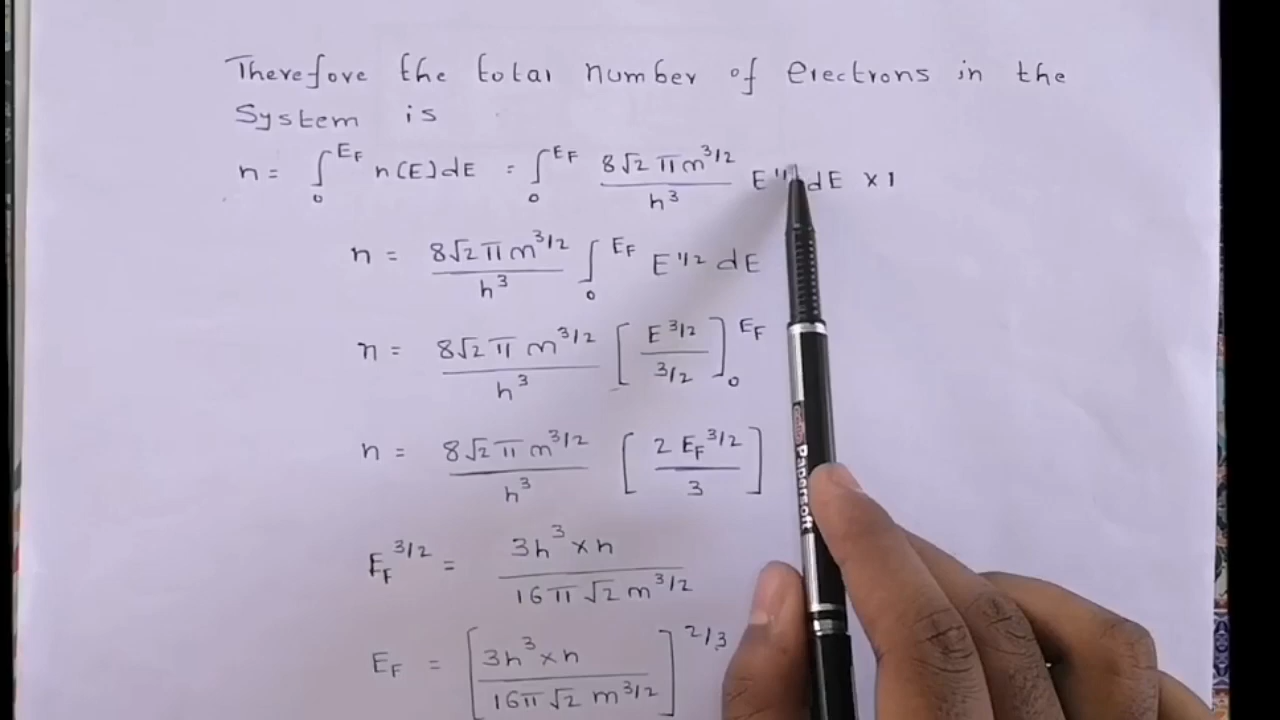 Therefore the total number of electrons in the
System is
n = ∫₀^{E_F} n(E)dE = ∫₀^{E_F} 8√2 π m^{3/2} / h³ E^{1/2} dE × 1
n = 8√2 π m^{3/2} / h³ ∫₀^{E_F} E^{1/2} dE
n = 8√2 π m^{3/2} / h³ [E^{3/2} / 3/2]₀^{E_F}
n = 8√2 π m^{3/2} / h³ [2 E_F^{3/2} / 3]
E_F^{3/2} = 3h³ × n / 16π √2 m^{3/2}
E_F = [3h³ × n / 16π √2 m^{3/2}]^{2/3}
Papersoft